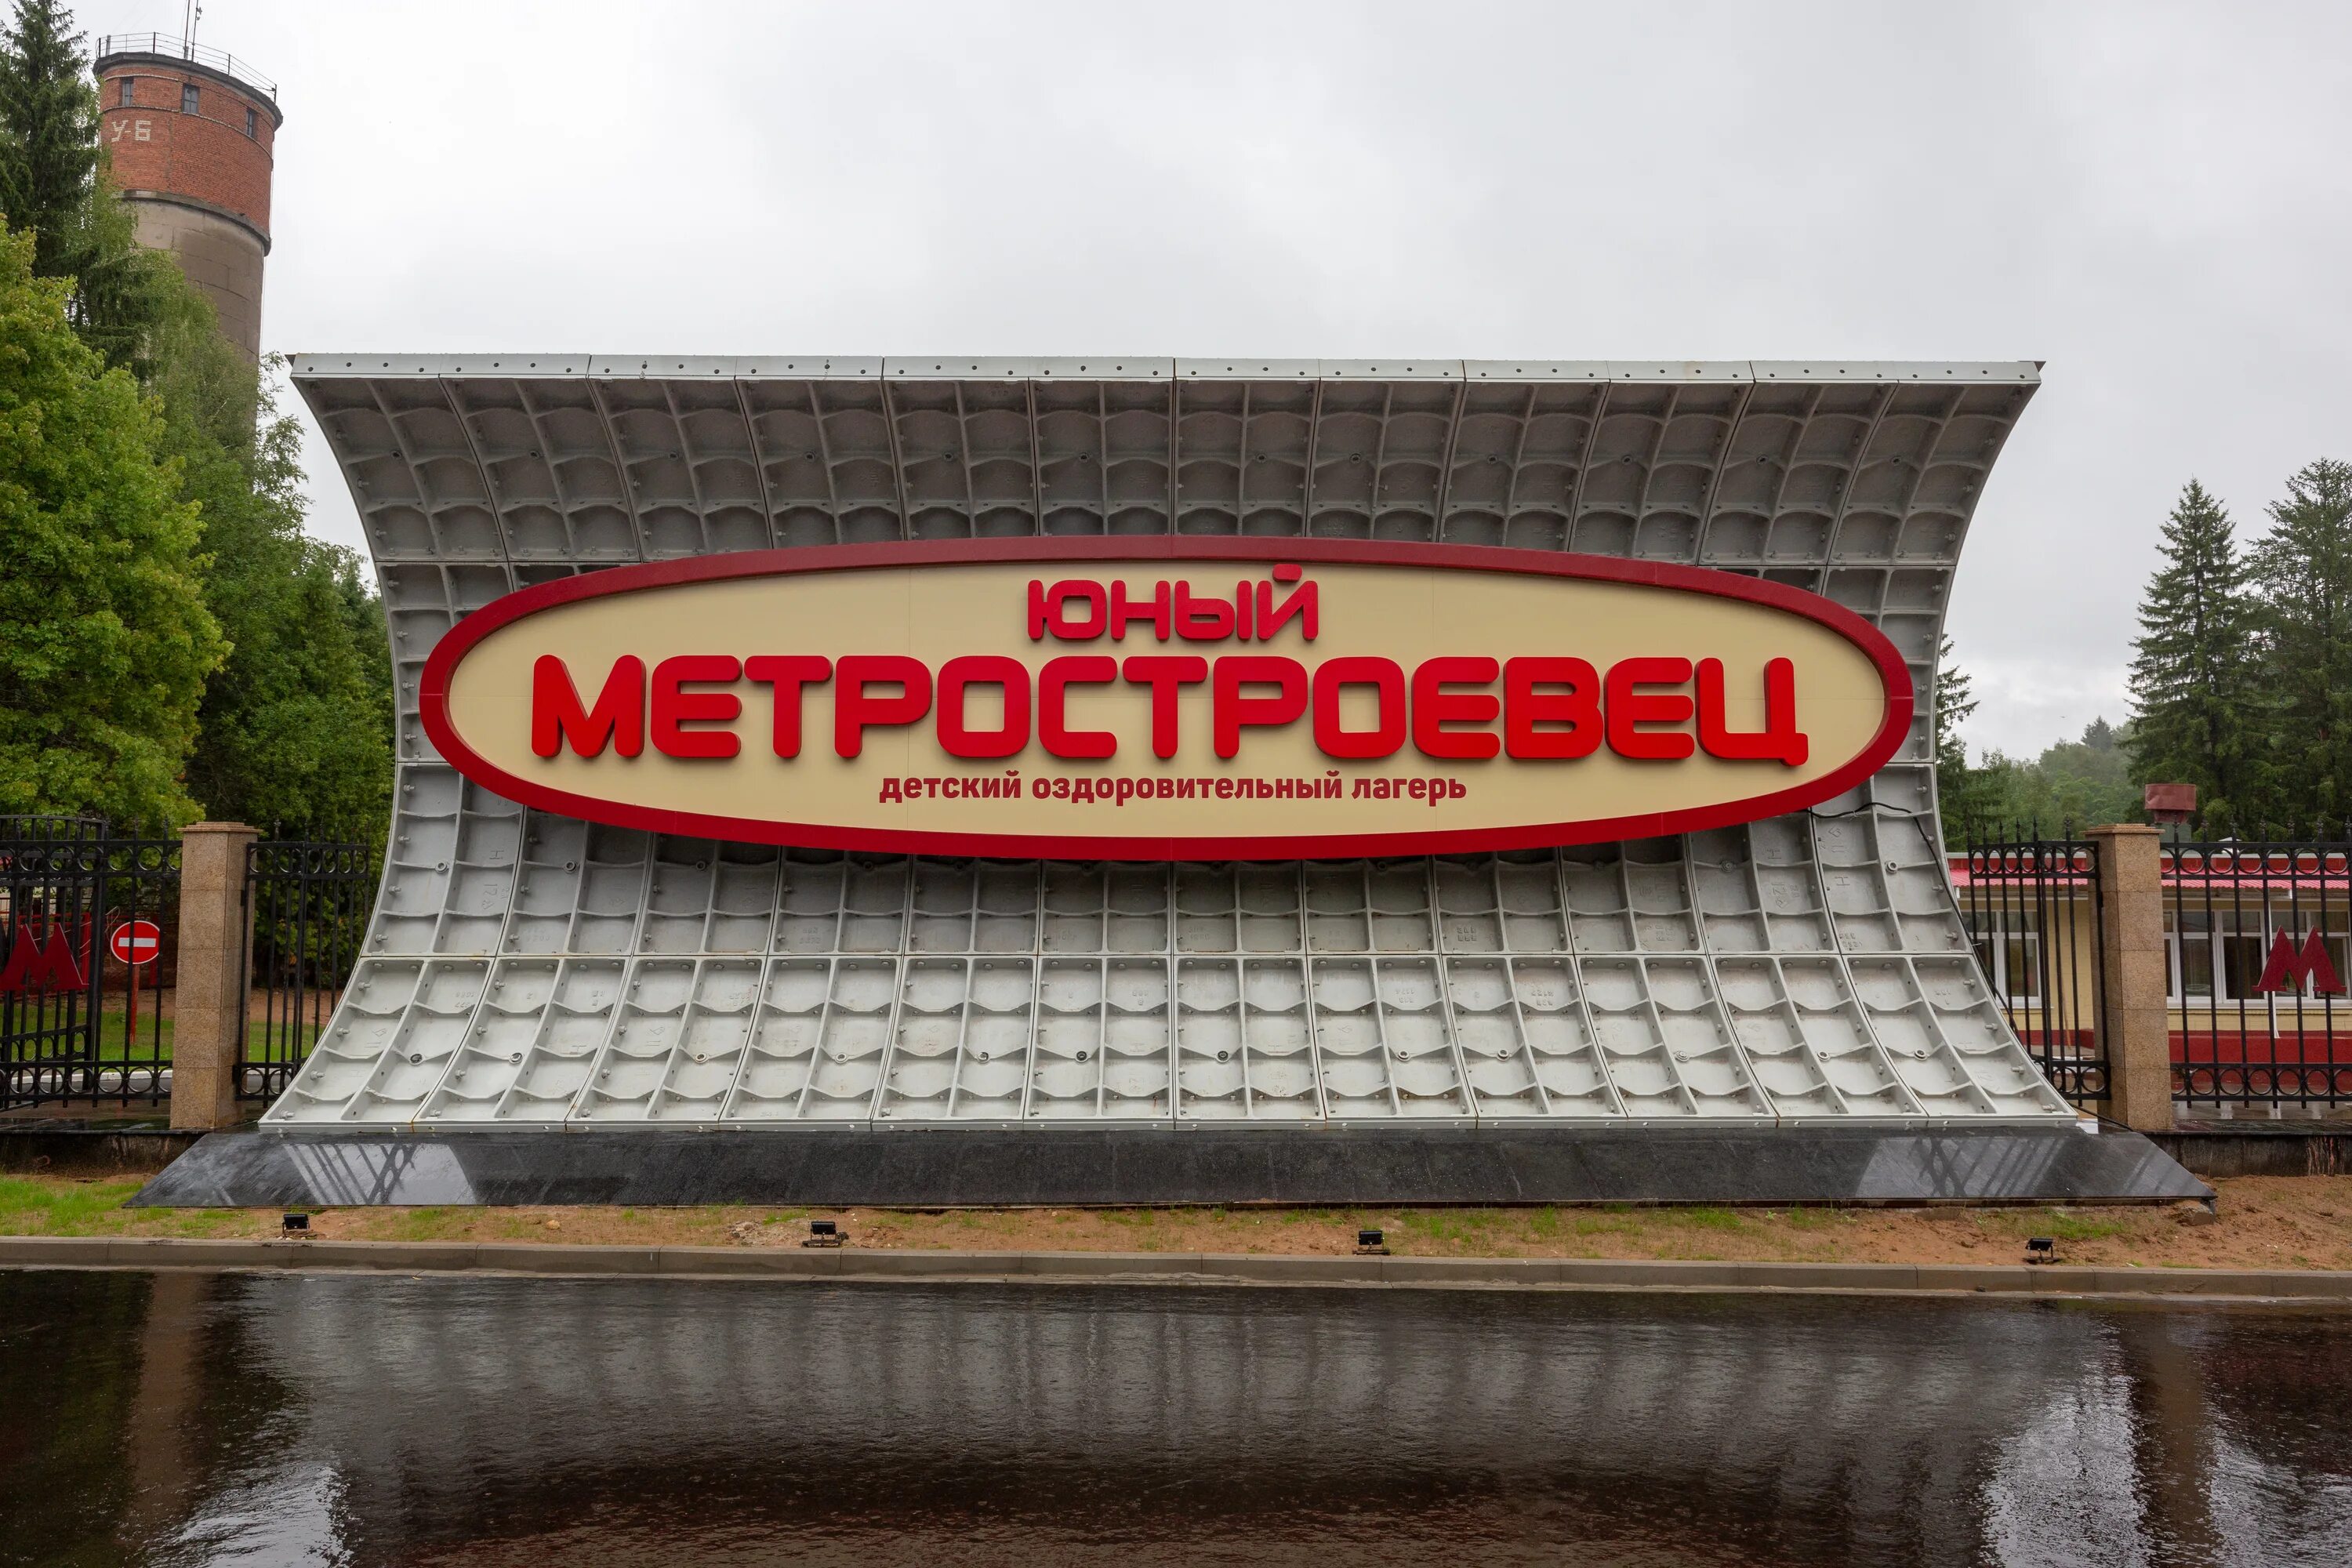 У-Б
ЮНЫЙ
МЕТРОСТРОЕВЕЦ
детский оздоровительный лагерь
М
М